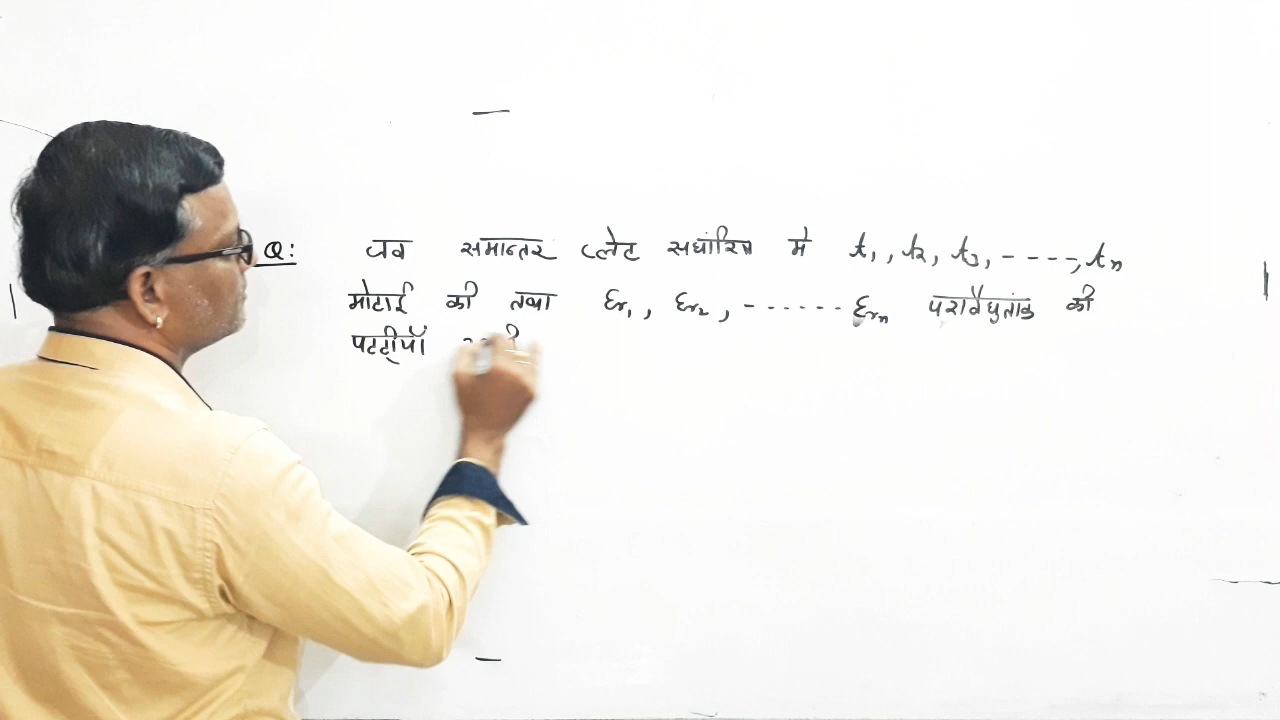 Q: जब समान्तर प्लेट संधारित्र में t₁, t₂, t₃, - - - -, tₙ
मोटाई की तथा εr₁, εr₂, - - - - - - εrₙ परावैधुतांक की
पट्टीयाँ